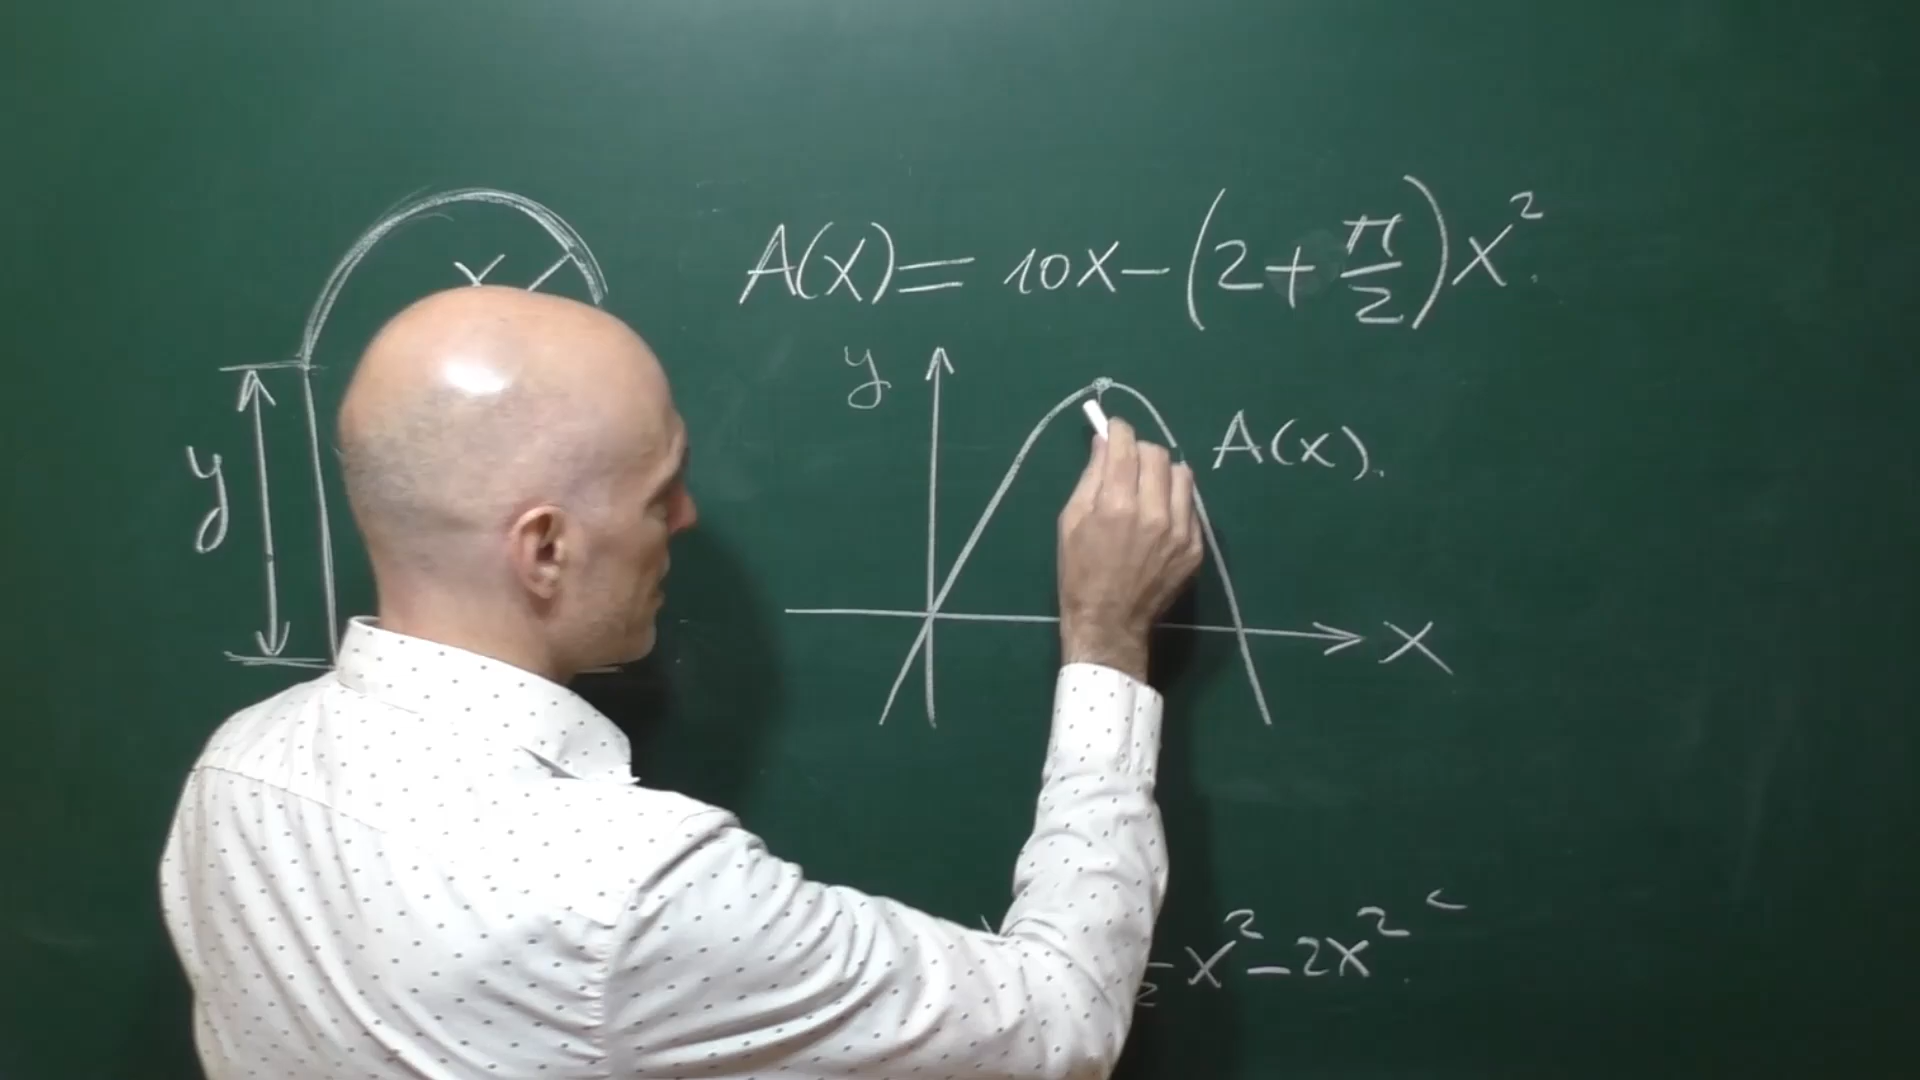 x
y
A(x) = 10x - (2 + π/2) x².
y
A(x).
x
x² - 2x².